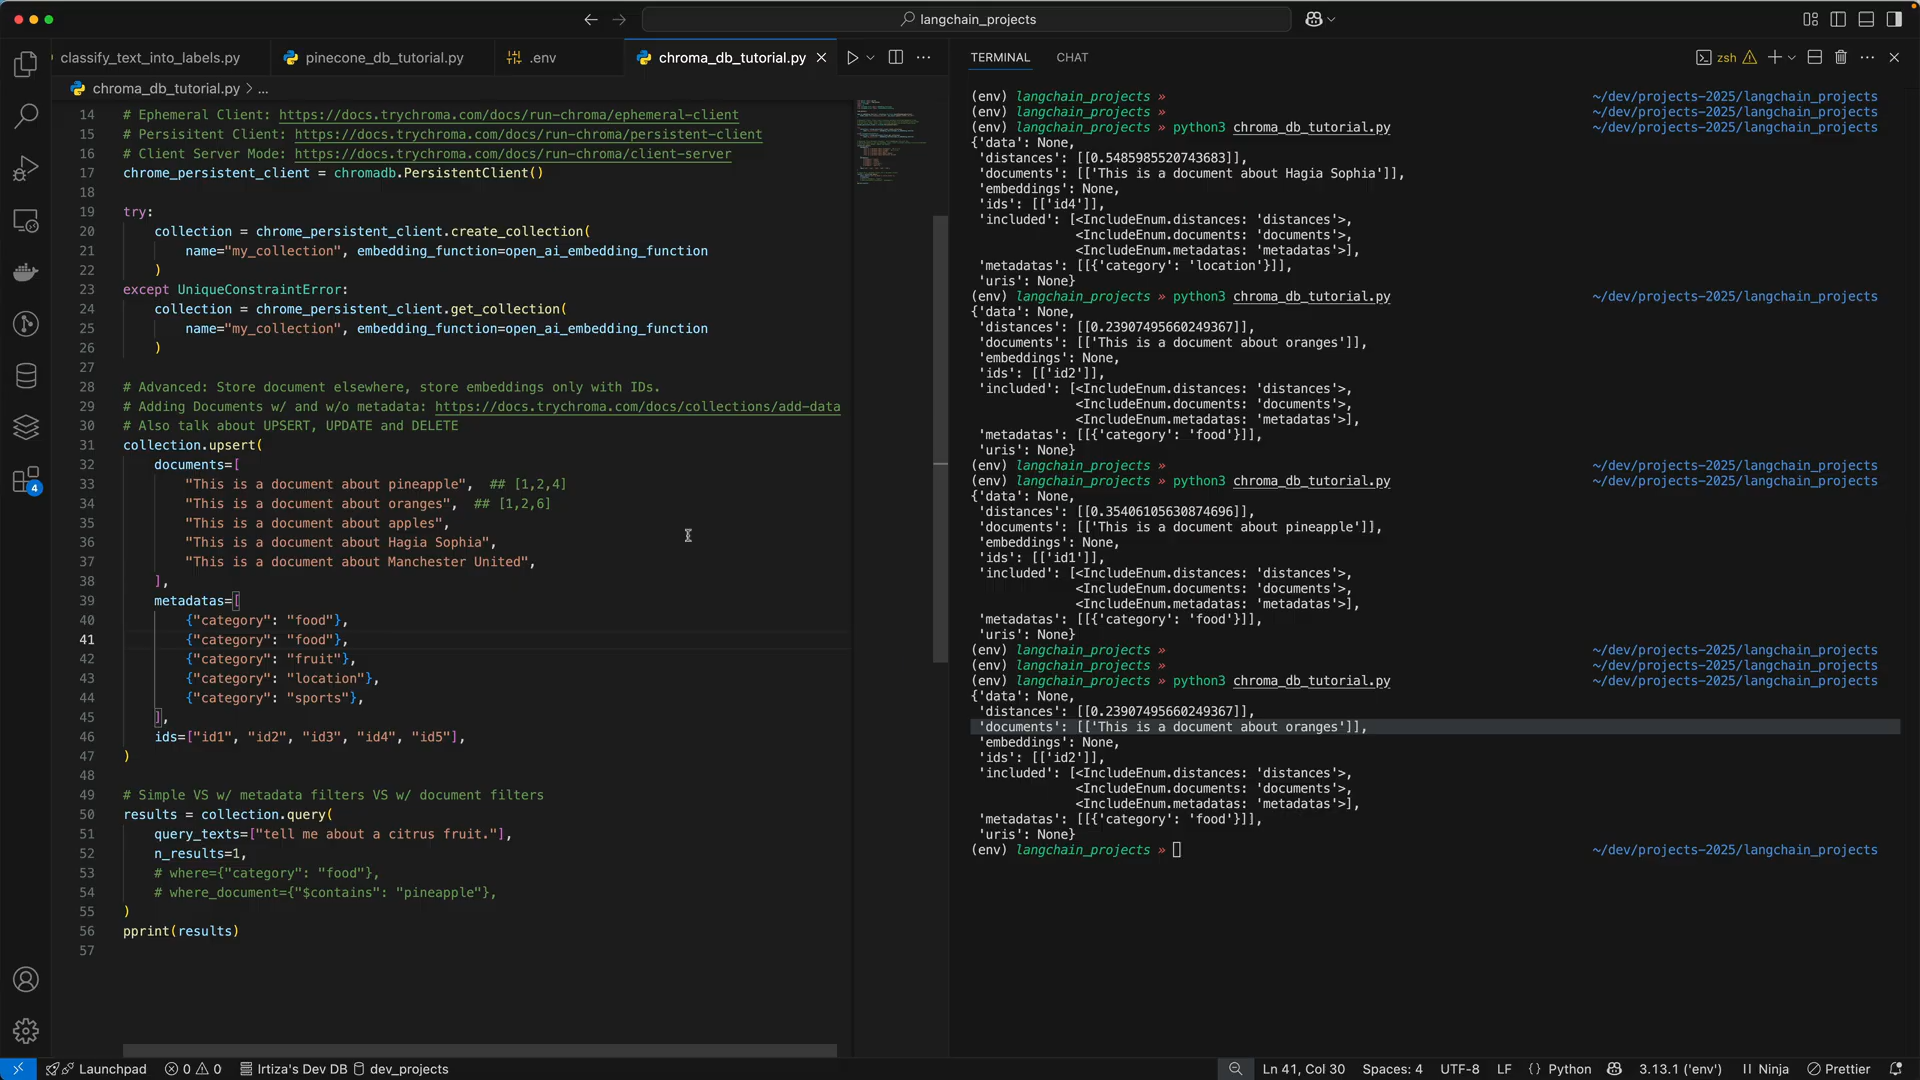 langchain_projects
classify_text_into_labels.py
pinecone_db_tutorial.py
.env
chroma_db_tutorial.py
TERMINAL
CHAT
zsh
chroma_db_tutorial.py > ...
14 # Ephemeral Client: https://docs.trychroma.com/docs/run-chroma/ephemeral-client
15 # Persisitent Client: https://docs.trychroma.com/docs/run-chroma/persistent-client
16 # Client Server Mode: https://docs.trychroma.com/docs/run-chroma/client-server
17 chrome_persistent_client = chromadb.PersistentClient()
18
19 try:
20 collection = chrome_persistent_client.create_collection(
21 name="my_collection", embedding_function=open_ai_embedding_function
22 )
23 except UniqueConstraintError:
24 collection = chrome_persistent_client.get_collection(
25 name="my_collection", embedding_function=open_ai_embedding_function
26 )
27
28 # Advanced: Store document elsewhere, store embeddings only with IDs.
29 # Adding Documents w/ and w/o metadata: https://docs.trychroma.com/docs/collections/add-data
30 # Also talk about UPSERT, UPDATE and DELETE
31 collection.upsert(
32 documents=[
33 "This is a document about pineapple", ## [1,2,4]
34 "This is a document about oranges", ## [1,2,6]
35 "This is a document about apples",
36 "This is a document about Hagia Sophia",
37 "This is a document about Manchester United",
38 ],
39 metadatas=[
40 {"category": "food"},
41 {"category": "food"},
42 {"category": "fruit"},
43 {"category": "location"},
44 {"category": "sports"},
45 ],
46 ids=["id1", "id2", "id3", "id4", "id5"],
47 )
48
49 # Simple VS w/ metadata filters VS w/ document filters
50 results = collection.query(
51 query_texts=["tell me about a citrus fruit."],
52 n_results=1,
53 # where={"category": "food"},
54 # where_document={"$contains": "pineapple"},
55 )
56 pprint(results)
57
(env) langchain_projects » ~/dev/projects-2025/langchain_projects
(env) langchain_projects » ~/dev/projects-2025/langchain_projects
(env) langchain_projects » python3 chroma_db_tutorial.py ~/dev/projects-2025/langchain_projects
{'data': None,
'distances': [[0.5485985520743683]],
'documents': [['This is a document about Hagia Sophia']],
'embeddings': None,
'ids': [['id4']],
'included': [<IncludeEnum.distances: 'distances'>,
<IncludeEnum.documents: 'documents'>,
<IncludeEnum.metadatas: 'metadatas'>],
'metadatas': [[{'category': 'location'}]],
'uris': None}
(env) langchain_projects » python3 chroma_db_tutorial.py ~/dev/projects-2025/langchain_projects
{'data': None,
'distances': [[0.23907495660249367]],
'documents': [['This is a document about oranges']],
'embeddings': None,
'ids': [['id2']],
'included': [<IncludeEnum.distances: 'distances'>,
<IncludeEnum.documents: 'documents'>,
<IncludeEnum.metadatas: 'metadatas'>],
'metadatas': [[{'category': 'food'}]],
'uris': None}
(env) langchain_projects » ~/dev/projects-2025/langchain_projects
(env) langchain_projects » python3 chroma_db_tutorial.py ~/dev/projects-2025/langchain_projects
{'data': None,
'distances': [[0.35406105630874696]],
'documents': [['This is a document about pineapple']],
'embeddings': None,
'ids': [['id1']],
'included': [<IncludeEnum.distances: 'distances'>,
<IncludeEnum.documents: 'documents'>,
<IncludeEnum.metadatas: 'metadatas'>],
'metadatas': [[{'category': 'food'}]],
'uris': None}
(env) langchain_projects » ~/dev/projects-2025/langchain_projects
(env) langchain_projects » ~/dev/projects-2025/langchain_projects
(env) langchain_projects » python3 chroma_db_tutorial.py ~/dev/projects-2025/langchain_projects
{'data': None,
'distances': [[0.23907495660249367]],
'documents': [['This is a document about oranges']],
'embeddings': None,
'ids': [['id2']],
'included': [<IncludeEnum.distances: 'distances'>,
<IncludeEnum.documents: 'documents'>,
<IncludeEnum.metadatas: 'metadatas'>],
'metadatas': [[{'category': 'food'}]],
'uris': None}
(env) langchain_projects » ~/dev/projects-2025/langchain_projects
4
Launchpad 0 0 Irtiza's Dev DB dev_projects Ln 41, Col 30 Spaces: 4 UTF-8 LF {} Python 3.13.1 ('env') Ninja Prettier